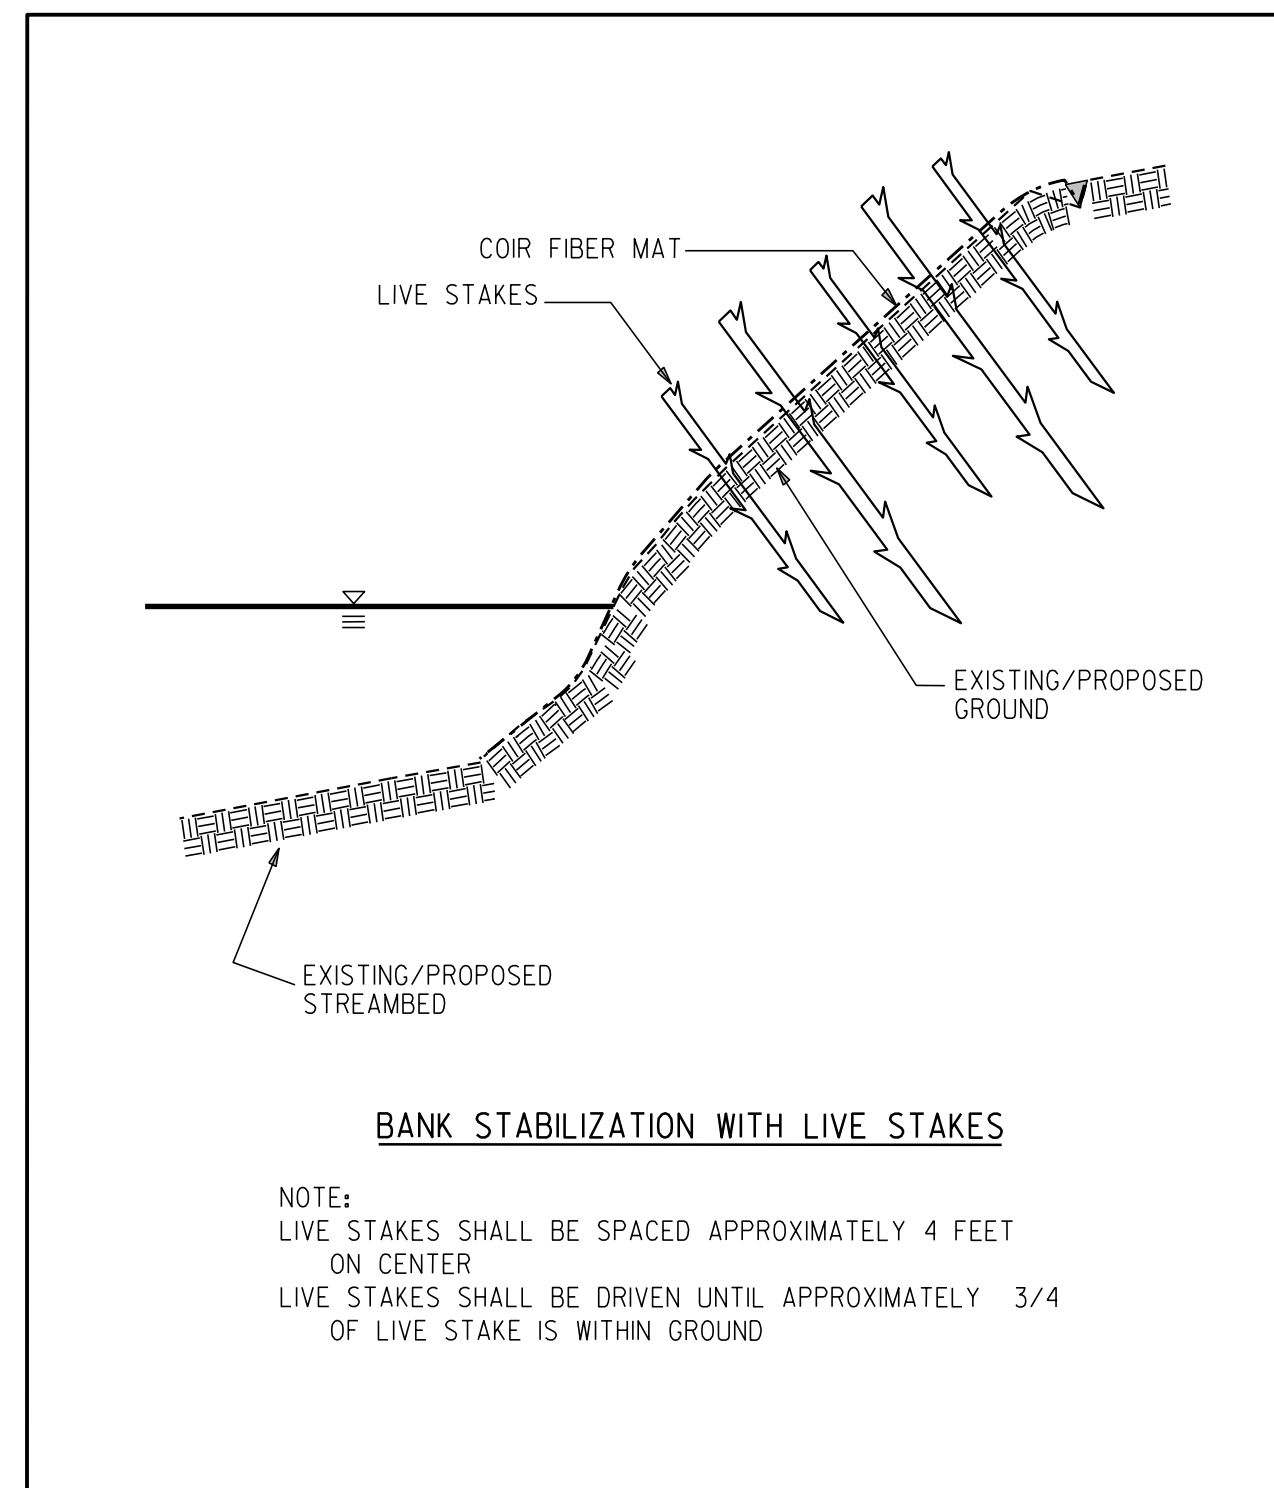 COIR FIBER MAT
LIVE STAKES
EXISTING/PROPOSED
GROUND
EXISTING/PROPOSED
STREAMBED
BANK STABILIZATION WITH LIVE STAKES
NOTE:
LIVE STAKES SHALL BE SPACED APPROXIMATELY 4 FEET
ON CENTER
LIVE STAKES SHALL BE DRIVEN UNTIL APPROXIMATELY 3/4
OF LIVE STAKE IS WITHIN GROUND